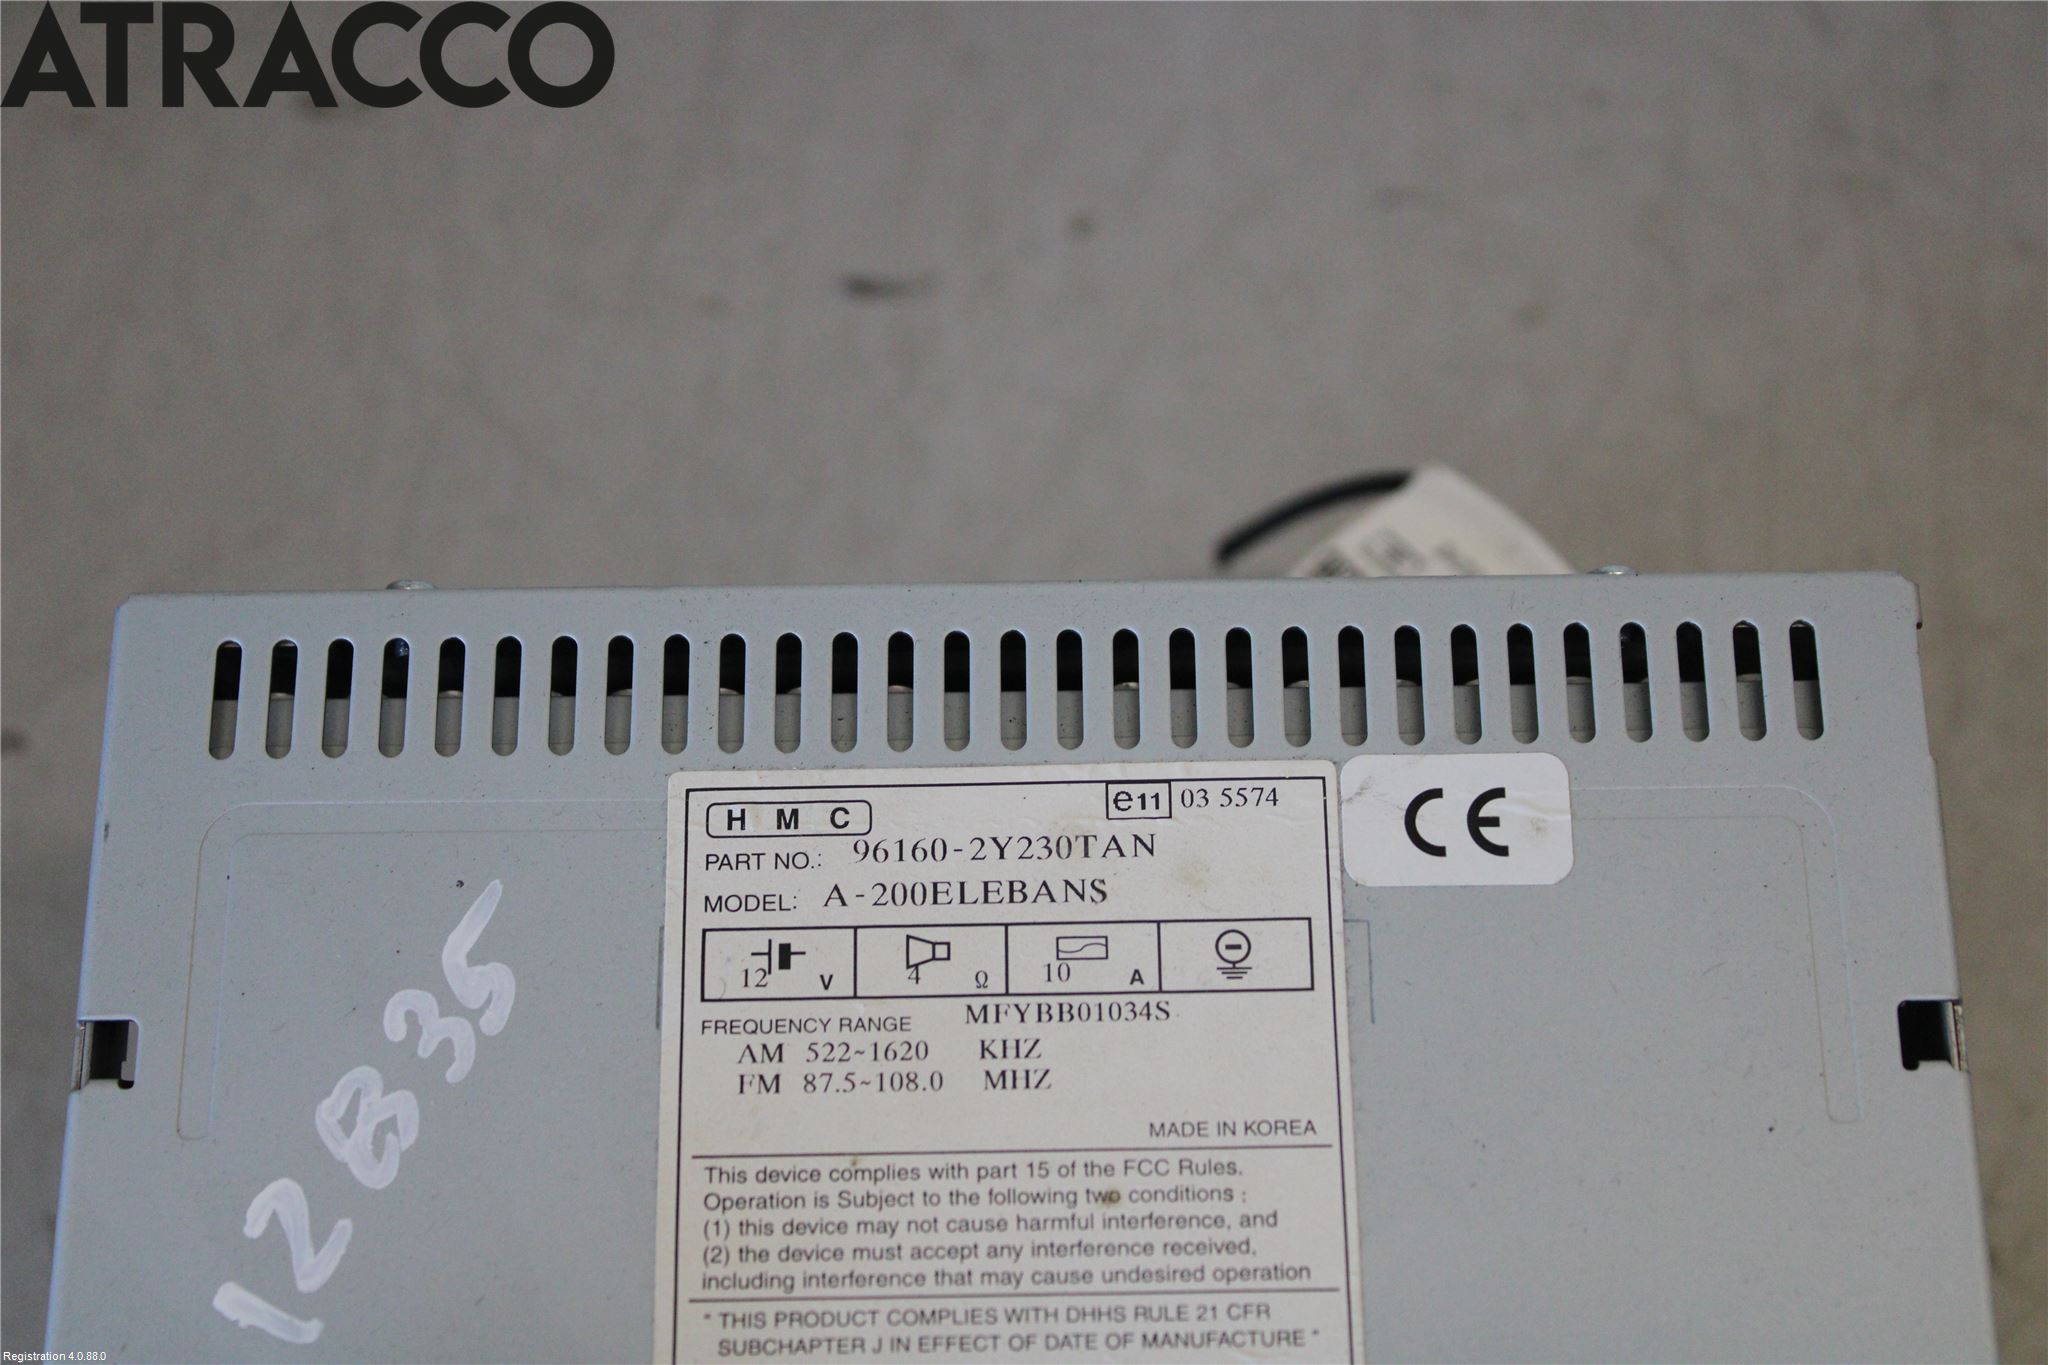 ATRACCO
H M C
e11 03 5574
PART NO.: 96160-2Y230TAN
MODEL: A-200ELEBANS
12 V 4 Ω 10 A
FREQUENCY RANGE MFYBB01034S
AM 522~1620 KHZ
FM 87.5~108.0 MHZ
MADE IN KOREA
This device complies with part 15 of the FCC Rules.
Operation is Subject to the following two conditions :
(1) this device may not cause harmful interference, and
(2) the device must accept any interference received,
including interference that may cause undesired operation
* THIS PRODUCT COMPLIES WITH DHHS RULE 21 CFR
SUBCHAPTER J IN EFFECT OF DATE OF MANUFACTURE *
CE
12835
Registration 4.0.88.0